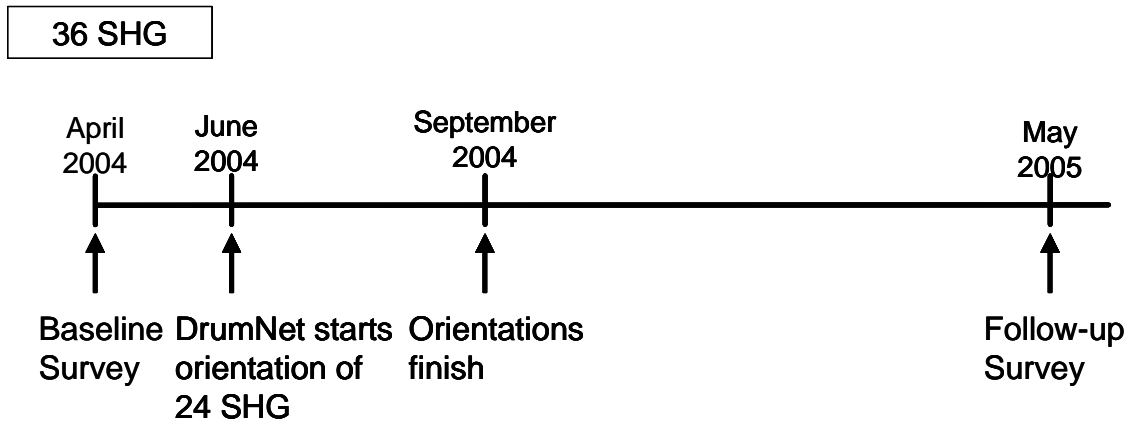 36 SHG
April
2004
June
2004
September
2004
May
2005
Baseline
Survey
DrumNet starts
orientation of
24 SHG
Orientations
finish
Follow-up
Survey